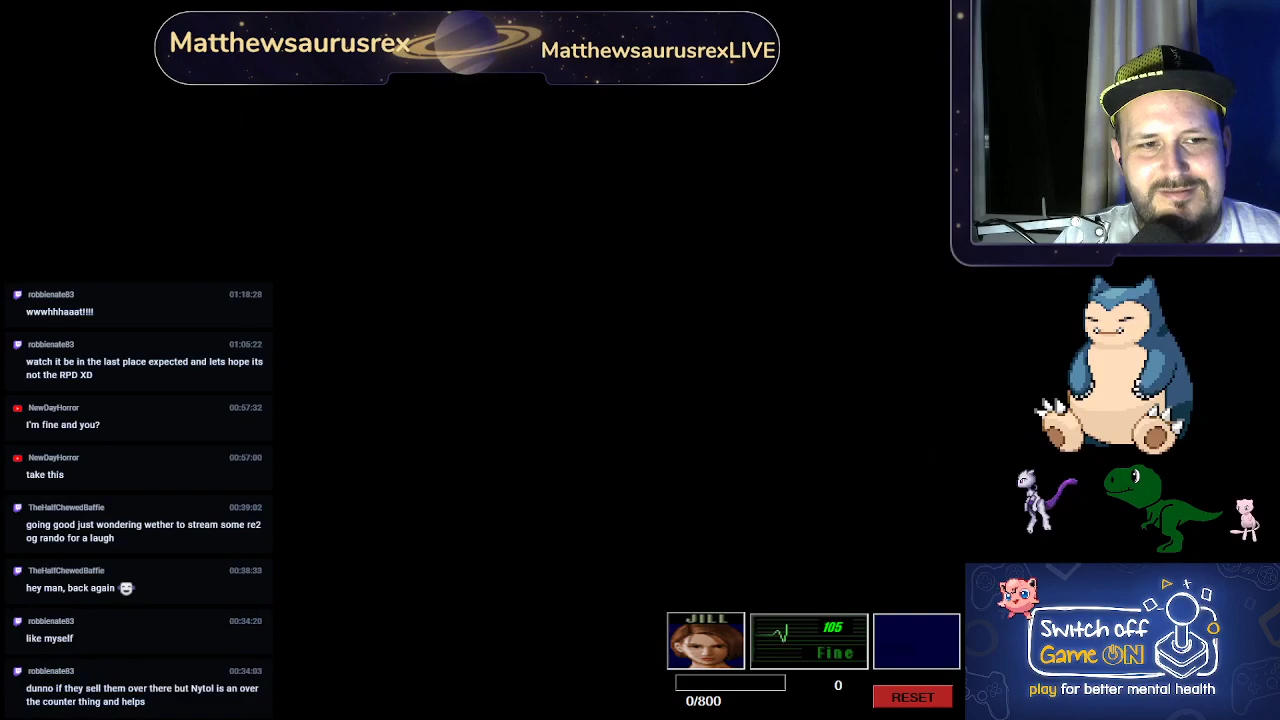 Matthewsaurusrex
MatthewsaurusrexLIVE
robbienate83 01:18:28
wwwhhhaaat!!!!
robbienate83 01:05:22
watch it be in the last place expected and lets hope its
not the RPD XD
NewDayHorror 00:57:32
I'm fine and you?
NewDayHorror 00:57:00
take this
TheHalfChewedBaffie 00:39:02
going good just wondering wether to stream some re2
og rando for a laugh
TheHalfChewedBaffie 00:38:33
hey man, back again
robbienate83 00:34:20
like myself
robbienate83 00:34:03
dunno if they sell them over there but Nytol is an over
the counter thing and helps
JILL
105
Fine
0/800
0
RESET
Switch off
Game ON
play for better mental health